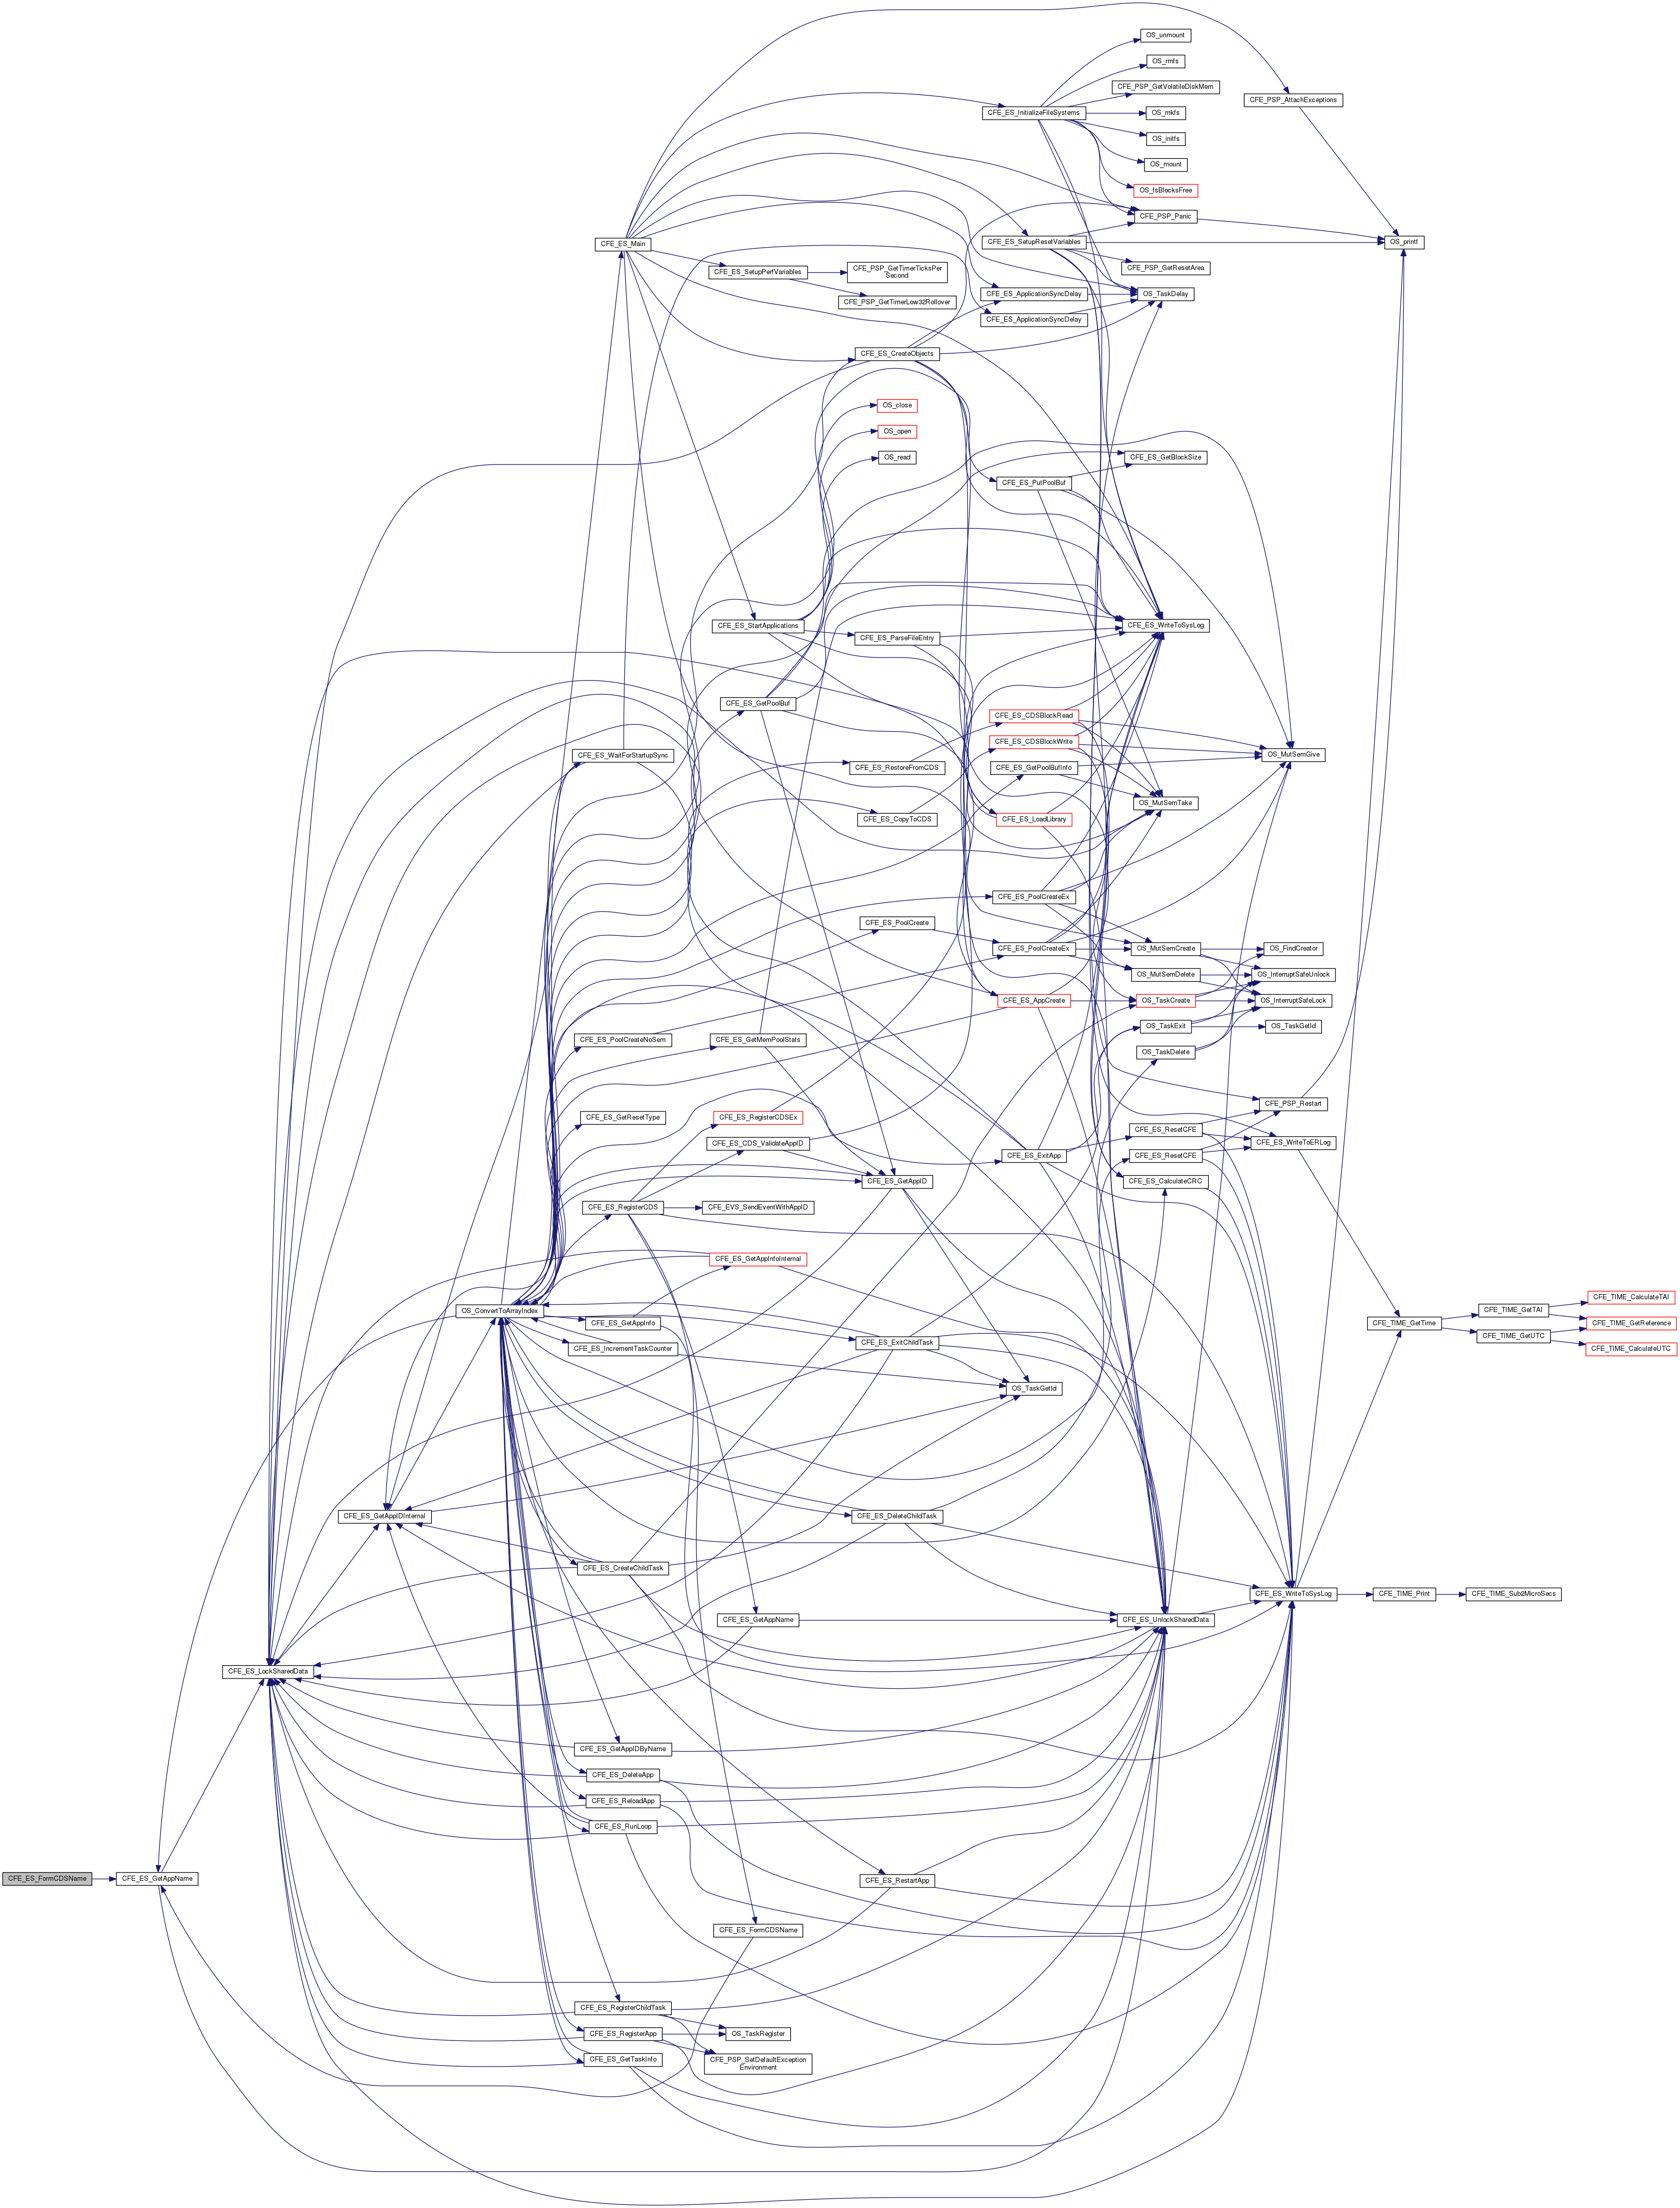 OS_unmount
OS_rmfs
CFE_PSP_GetVolatileDiskMem
CFE_PSP_AttachExceptions
CFE_ES_InitializeFileSystems
OS_mkfs
OS_initfs
OS_mount
OS_fsBlocksFree
CFE_PSP_Panic
CFE_ES_Main
CFE_ES_SetupResetVariables
OS_printf
CFE_ES_SetupPerfVariables
CFE_PSP_GetTimerTicksPer
Second
CFE_PSP_GetResetArea
CFE_PSP_GetTimerLow32Rollover
CFE_ES_ApplicationSyncDelay
OS_TaskDelay
CFE_ES_ApplicationSyncDelay
CFE_ES_CreateObjects
OS_close
OS_open
OS_read
CFE_ES_GetBlockSize
CFE_ES_PutPoolBuf
CFE_ES_StartApplications
CFE_ES_ParseFileEntry
CFE_ES_WriteToSysLog
CFE_ES_GetPoolBuf
CFE_ES_CDSBlockRead
CFE_ES_CDSBlockWrite
CFE_ES_WaitForStartupSync
OS_MutSemGive
CFE_ES_RestoreFromCDS
CFE_ES_GetPoolBufInfo
OS_MutSemTake
CFE_ES_CopyToCDS
CFE_ES_LoadLibrary
CFE_ES_PoolCreateEx
CFE_ES_PoolCreate
CFE_ES_PoolCreateEx
OS_MutSemCreate
OS_FindCreator
OS_MutSemDelete
OS_InterruptSafeUnlock
CFE_ES_AppCreate
OS_TaskCreate
OS_InterruptSafeLock
OS_TaskExit
OS_TaskGetId
CFE_ES_PoolCreateNoSem
CFE_ES_GetMemPoolStats
OS_TaskDelete
CFE_PSP_Restart
CFE_ES_GetResetType
CFE_ES_RegisterCDSEx
CFE_ES_ResetCFE
CFE_ES_WriteToERLog
CFE_ES_CDS_ValidateAppID
CFE_ES_ExitApp
CFE_ES_ResetCFE
CFE_ES_GetAppID
CFE_ES_CalculateCRC
CFE_ES_RegisterCDS
CFE_EVS_SendEventWithAppID
CFE_ES_GetAppInfoInternal
CFE_TIME_CalculateTAI
OS_ConvertToArrayIndex
CFE_TIME_GetTAI
CFE_ES_GetAppInfo
CFE_TIME_GetTime
CFE_TIME_GetReference
CFE_TIME_GetUTC
CFE_ES_IncrementTaskCounter
CFE_ES_ExitChildTask
CFE_TIME_CalculateUTC
OS_TaskGetId
CFE_ES_GetAppIDInternal
CFE_ES_DeleteChildTask
CFE_ES_CreateChildTask
CFE_ES_WriteToSysLog
CFE_TIME_Print
CFE_TIME_Sub2MicroSecs
CFE_ES_GetAppName
CFE_ES_UnlockSharedData
CFE_ES_LockSharedData
CFE_ES_GetAppIDByName
CFE_ES_DeleteApp
CFE_ES_ReloadApp
CFE_ES_RunLoop
CFE_ES_FormCDSName
CFE_ES_GetAppName
CFE_ES_RestartApp
CFE_ES_FormCDSName
CFE_ES_RegisterChildTask
CFE_ES_RegisterApp
OS_TaskRegister
CFE_ES_GetTaskInfo
CFE_PSP_SetDefaultException
Environment